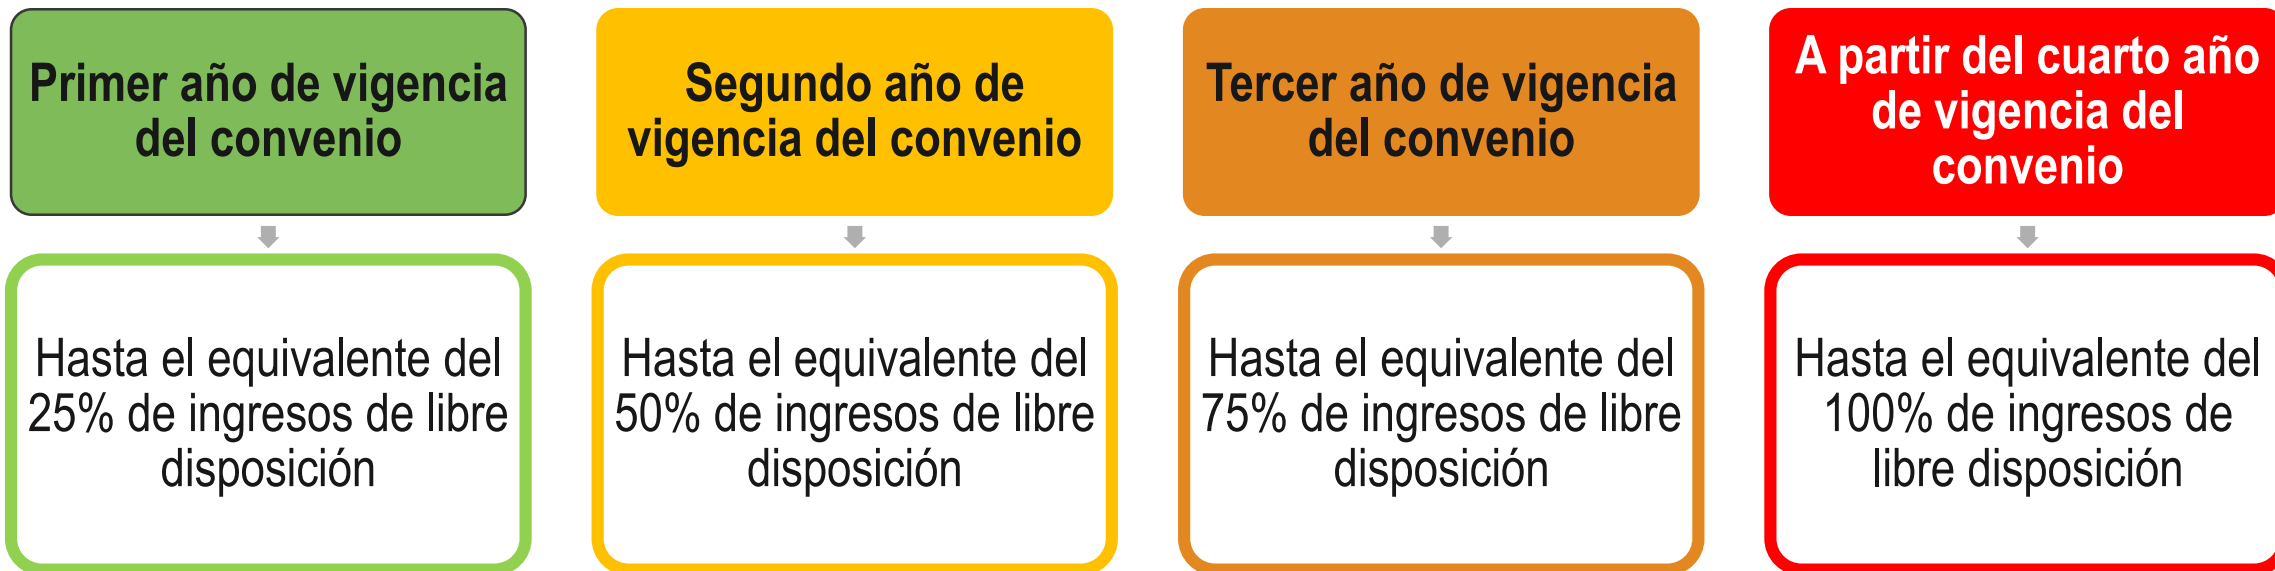 Primer año de vigencia
del convenio
Hasta el equivalente del
25% de ingresos de libre
disposición
Segundo año de
vigencia del convenio
Hasta el equivalente del
50% de ingresos de libre
disposición
Tercer año de vigencia
del convenio
Hasta el equivalente del
75% de ingresos de libre
disposición
A partir del cuarto año
de vigencia del
convenio
Hasta el equivalente del
100% de ingresos de
libre disposición